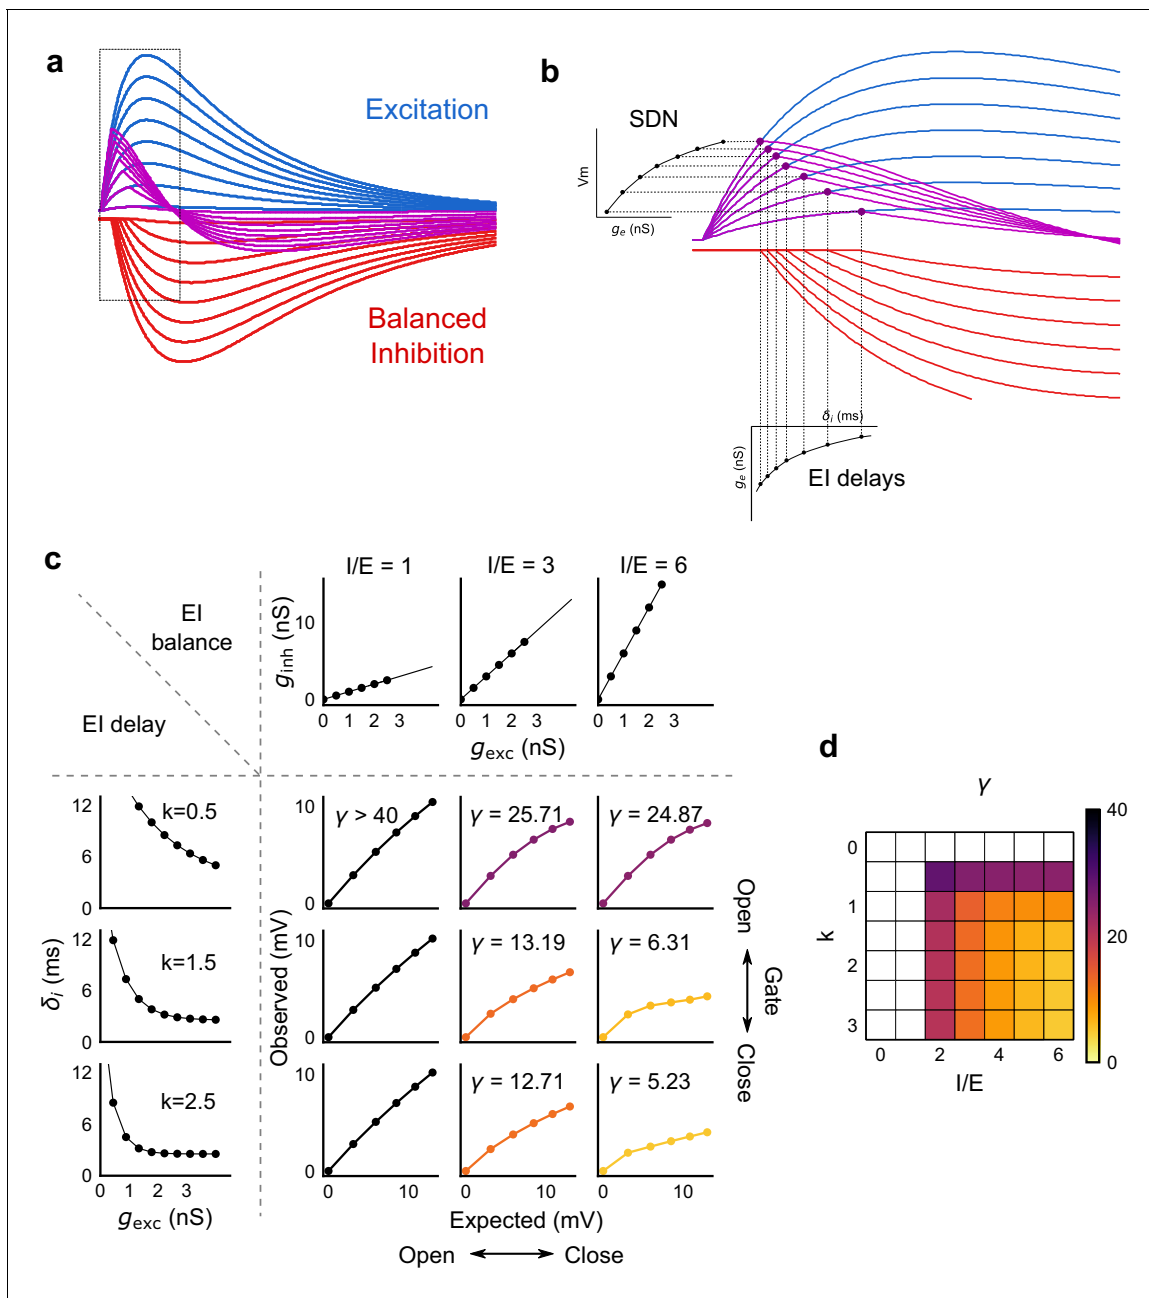 a
Excitation
Balanced
Inhibition
b
SDN
Vm
gₑ (nS)
δᵢ (ms)
gₑ (nS)
EI delays
c
I/E = 1
I/E = 3
I/E = 6
EI
balance
EI delay
g_inh (nS)
10
0
0 1 2 3
0 1 2 3
0 1 2 3
g_exc (nS)
d
γ
12
6
0
k=0.5
10
0
γ > 40
γ = 25.71
γ = 24.87
12
6
0
k=1.5
10
0
γ = 13.19
γ = 6.31
12
6
0
k=2.5
10
0
γ = 12.71
γ = 5.23
δᵢ (ms)
Observed (mV)
0 1 2 3
g_exc (nS)
0 10
0 10
0 10
Expected (mV)
Open
Close
Open
Gate
Close
0
1
2
3
k
0 2 4 6
I/E
40
20
0